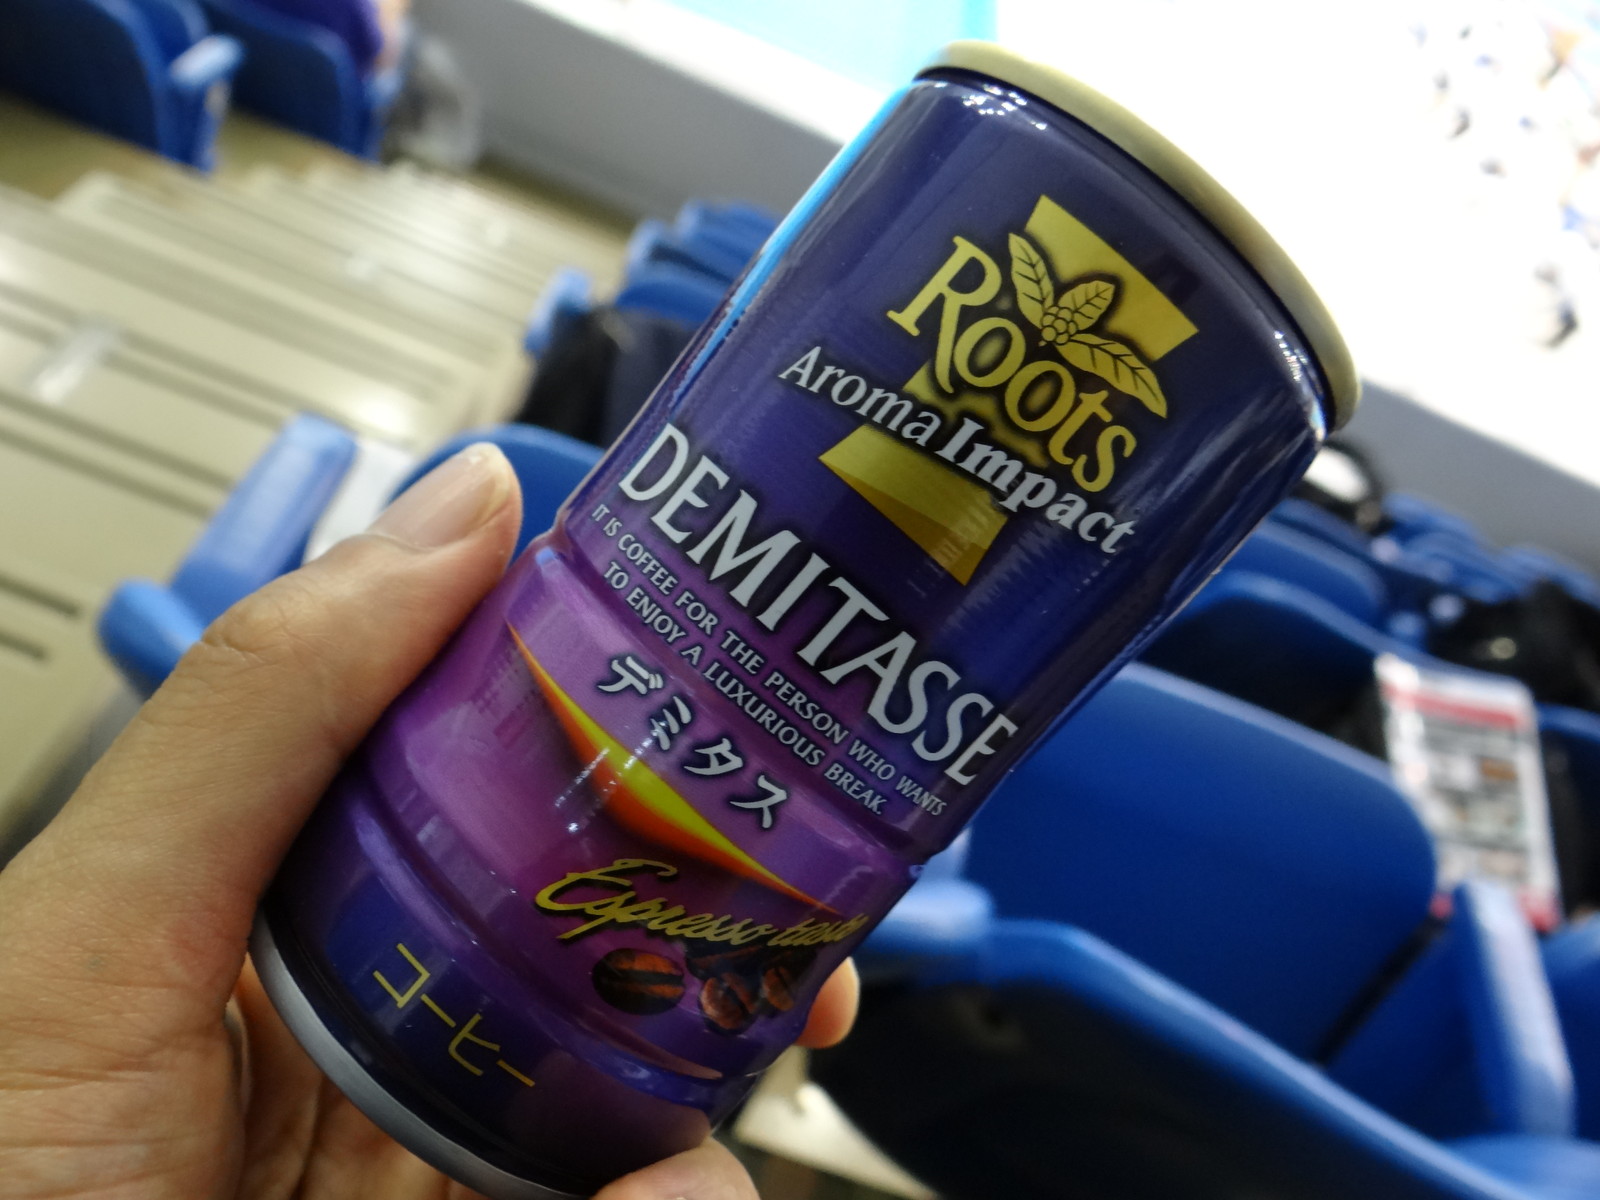 Roots
Aroma Impact
DEMITASSE
IT IS COFFEE FOR THE PERSON WHO WANTS
TO ENJOY A LUXURIOUS BREAK.
デミタス
Espresso
コーヒー